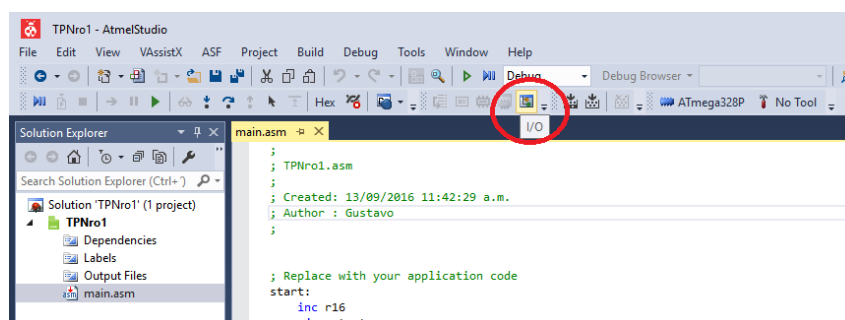 TPNro1 - AtmelStudio
File Edit View VAssistX ASF Project Build Debug Tools Window Help
Debug Debug Browser
Hex ATmega328P No Tool
I/O
Solution Explorer
main.asm
Search Solution Explorer (Ctrl+´)
Solution 'TPNro1' (1 project)
TPNro1
Dependencies
Labels
Output Files
main.asm
;
; TPNro1.asm
;
; Created: 13/09/2016 11:42:29 a.m.
; Author : Gustavo
;
; Replace with your application code
start:
inc r16